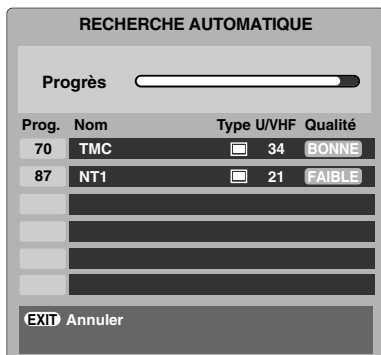 RECHERCHE AUTOMATIQUE
Progrès
Prog. Nom Type U/VHF Qualité
70 TMC 34 BONNE
87 NT1 21 FAIBLE
EXIT Annuler